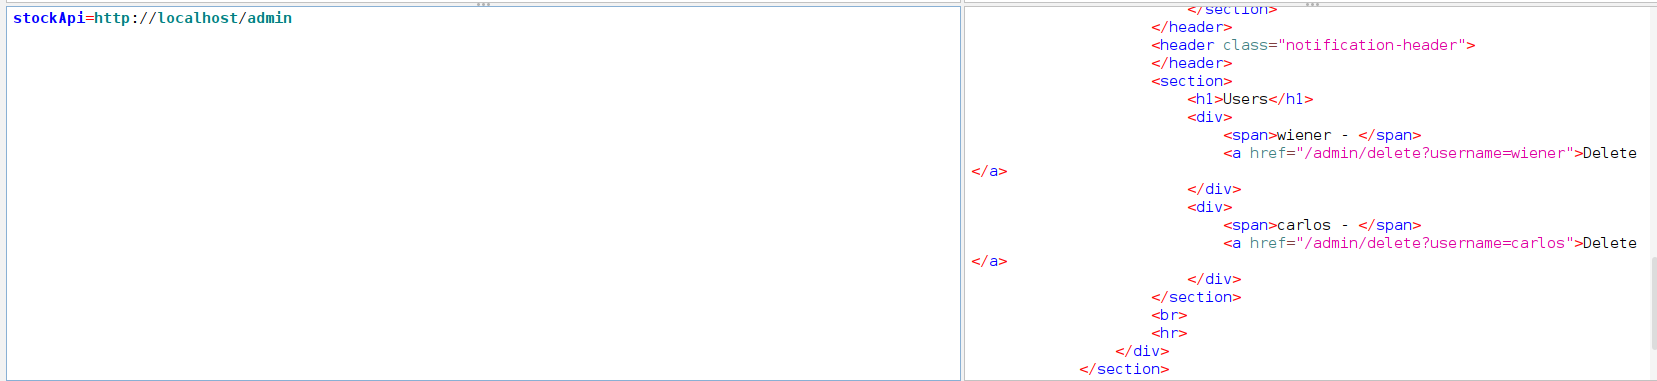 stockApi=http://localhost/admin
</section>
</header>
<header class="notification-header">
</header>
<section>
<h1>Users</h1>
<div>
<span>wiener - </span>
<a href="/admin/delete?username=wiener">Delete
</a>
</div>
<div>
<span>carlos - </span>
<a href="/admin/delete?username=carlos">Delete
</a>
</div>
</section>
<br>
<hr>
</div>
</section>